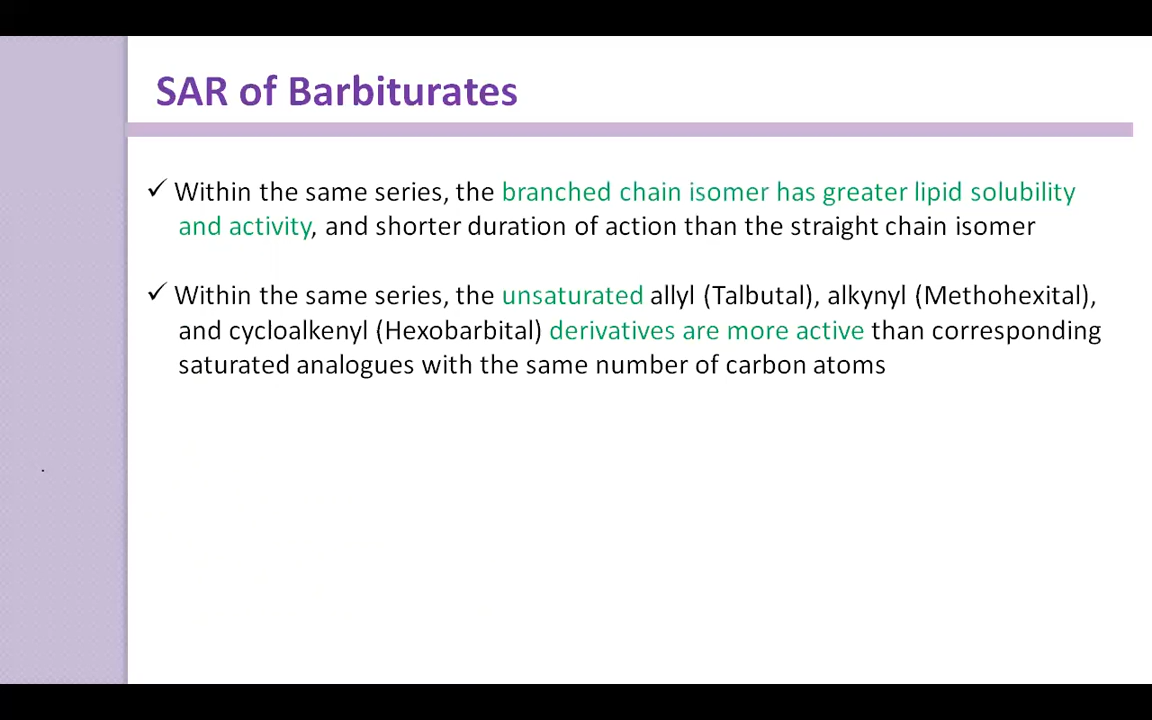 SAR of Barbiturates
✓ Within the same series, the branched chain isomer has greater lipid solubility
and activity, and shorter duration of action than the straight chain isomer
✓ Within the same series, the unsaturated allyl (Talbutal), alkynyl (Methohexital),
and cycloalkenyl (Hexobarbital) derivatives are more active than corresponding
saturated analogues with the same number of carbon atoms